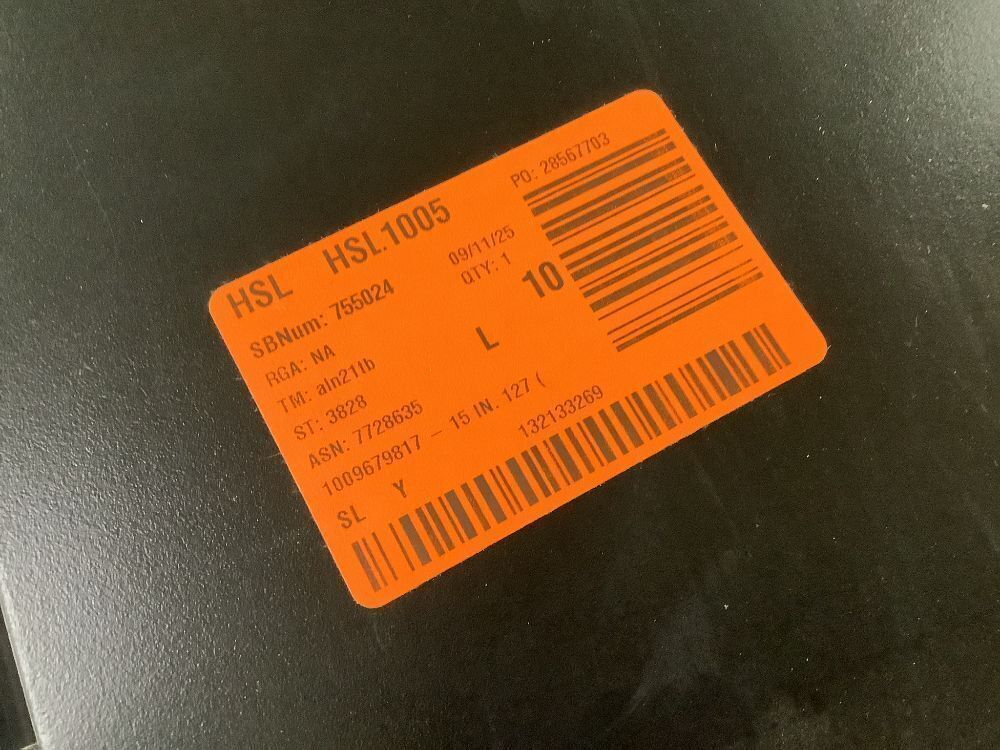 HSL HSL.1005
PO: 28567703
SBNum: 755024
09/11/25
RGA: NA
QTY: 1
10
TM: aln21tb
L
ST: 3828
ASN: 7728635
1009679817 - 15 IN. 127 (
132133269
SL Y